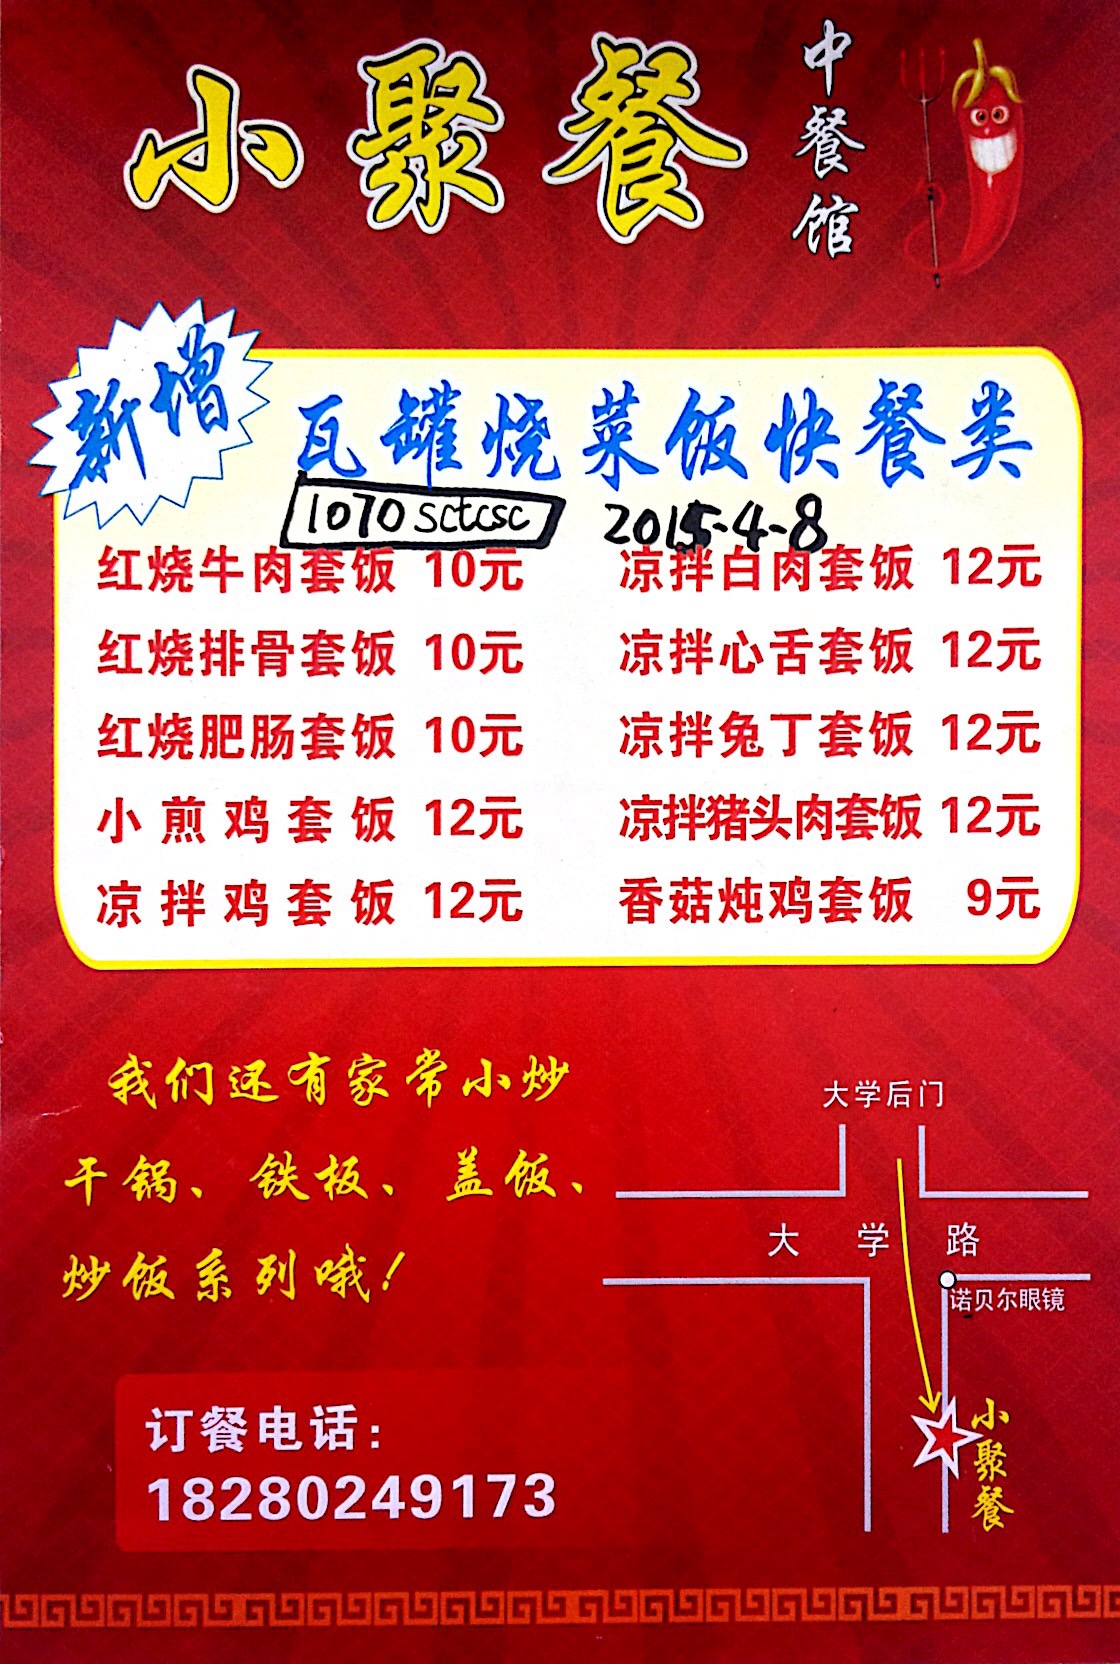 小聚餐
中餐馆
新增
瓦罐烧菜饭快餐类
1070 sctcsc 2015-4-8
红烧牛肉套饭 10元
红烧排骨套饭 10元
红烧肥肠套饭 10元
小煎鸡套饭 12元
凉拌鸡套饭 12元
凉拌白肉套饭 12元
凉拌心舌套饭 12元
凉拌兔丁套饭 12元
凉拌猪头肉套饭 12元
香菇炖鸡套饭 9元
我们还有家常小炒
干锅、铁板、盖饭、
炒饭系列哦！
订餐电话：
18280249173
大学后门
大学路
诺贝尔眼镜
小聚餐